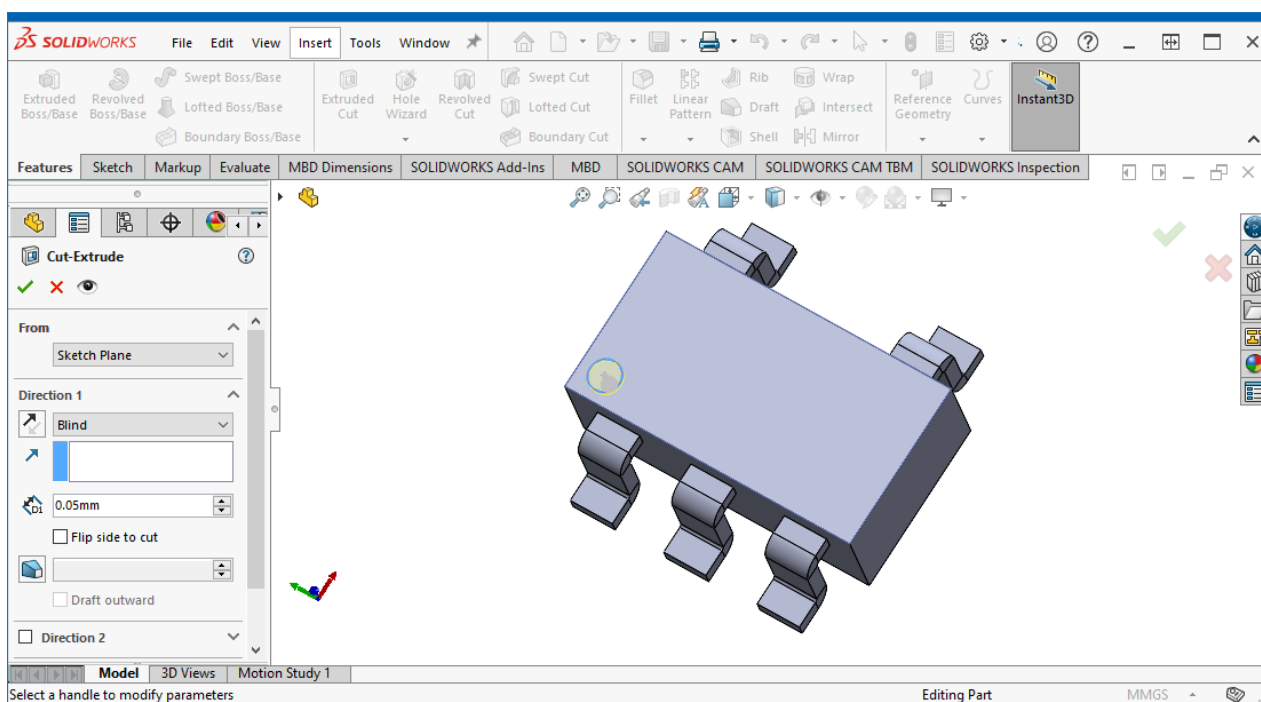 SOLIDWORKS File Edit View Insert Tools Window
Extruded Boss/Base
Revolved Boss/Base
Swept Boss/Base
Lofted Boss/Base
Boundary Boss/Base
Extruded Cut
Hole Wizard
Revolved Cut
Swept Cut
Lofted Cut
Boundary Cut
Fillet
Linear Pattern
Rib
Draft
Shell
Wrap
Intersect
Mirror
Reference Geometry
Curves
Instant3D
Features Sketch Markup Evaluate MBD Dimensions SOLIDWORKS Add-Ins MBD SOLIDWORKS CAM SOLIDWORKS CAM TBM SOLIDWORKS Inspection
Cut-Extrude
From
Sketch Plane
Direction 1
Blind
D1 0.05mm
Flip side to cut
Draft outward
Direction 2
Model 3D Views Motion Study 1
Select a handle to modify parameters Editing Part MMGS